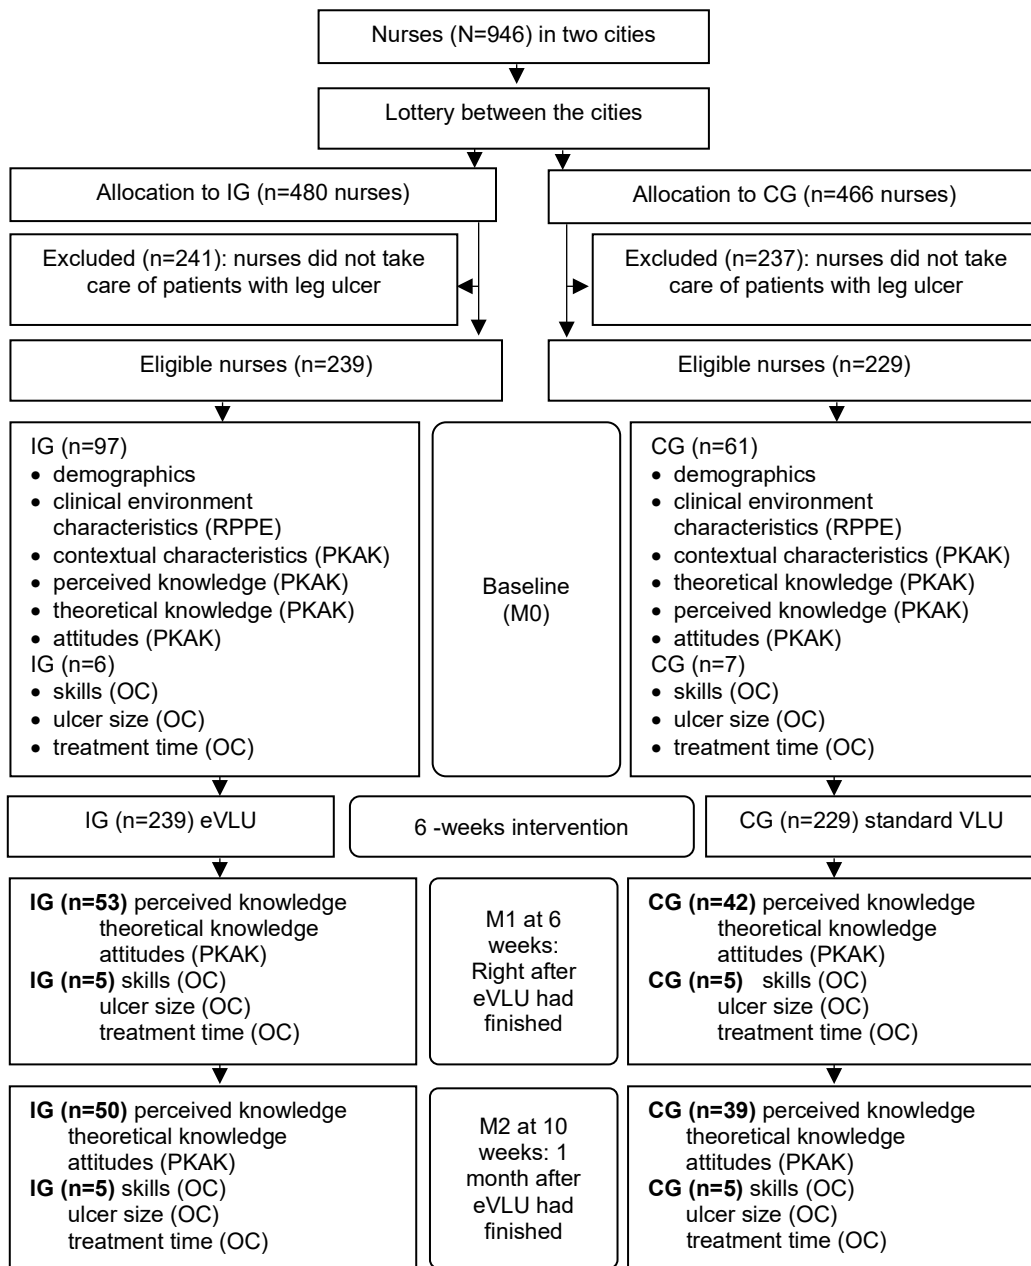 Nurses (N=946) in two cities
Lottery between the cities
Allocation to IG (n=480 nurses)
Allocation to CG (n=466 nurses)
Excluded (n=241): nurses did not take
care of patients with leg ulcer
Excluded (n=237): nurses did not take
care of patients with leg ulcer
Eligible nurses (n=239)
Eligible nurses (n=229)
IG (n=97)
• demographics
• clinical environment
characteristics (RPPE)
• contextual characteristics (PKAK)
• perceived knowledge (PKAK)
• theoretical knowledge (PKAK)
• attitudes (PKAK)
IG (n=6)
• skills (OC)
• ulcer size (OC)
• treatment time (OC)
Baseline
(M0)
CG (n=61)
• demographics
• clinical environment
characteristics (RPPE)
• contextual characteristics (PKAK)
• theoretical knowledge (PKAK)
• perceived knowledge (PKAK)
• attitudes (PKAK)
CG (n=7)
• skills (OC)
• ulcer size (OC)
• treatment time (OC)
IG (n=239) eVLU
6 -weeks intervention
CG (n=229) standard VLU
IG (n=53) perceived knowledge
theoretical knowledge
attitudes (PKAK)
IG (n=5) skills (OC)
ulcer size (OC)
treatment time (OC)
M1 at 6
weeks:
Right after
eVLU had
finished
CG (n=42) perceived knowledge
theoretical knowledge
attitudes (PKAK)
CG (n=5) skills (OC)
ulcer size (OC)
treatment time (OC)
IG (n=50) perceived knowledge
theoretical knowledge
attitudes (PKAK)
IG (n=5) skills (OC)
ulcer size (OC)
treatment time (OC)
M2 at 10
weeks: 1
month after
eVLU had
finished
CG (n=39) perceived knowledge
theoretical knowledge
attitudes (PKAK)
CG (n=5) skills (OC)
ulcer size (OC)
treatment time (OC)